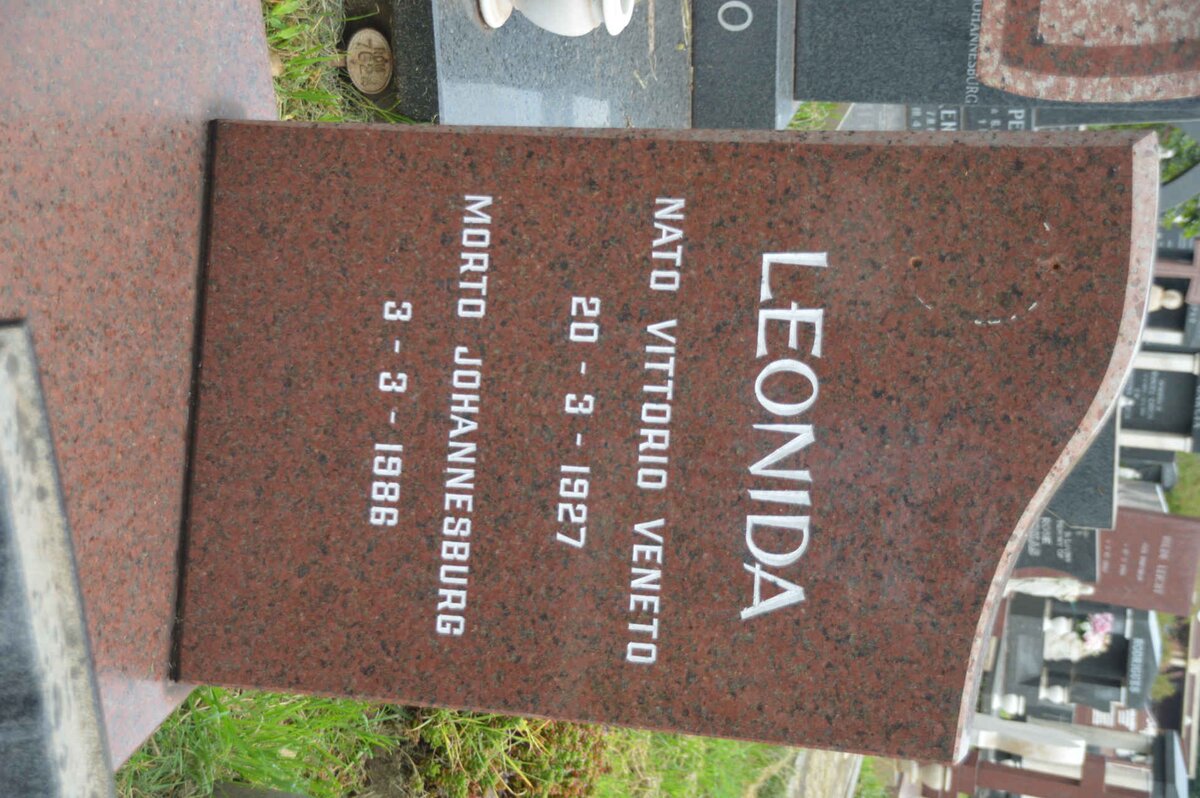 LEONIDA
NATO VITTORIO VENETO
20 - 3 - 1927
MORTO JOHANNESBURG
3 - 3 - 1986